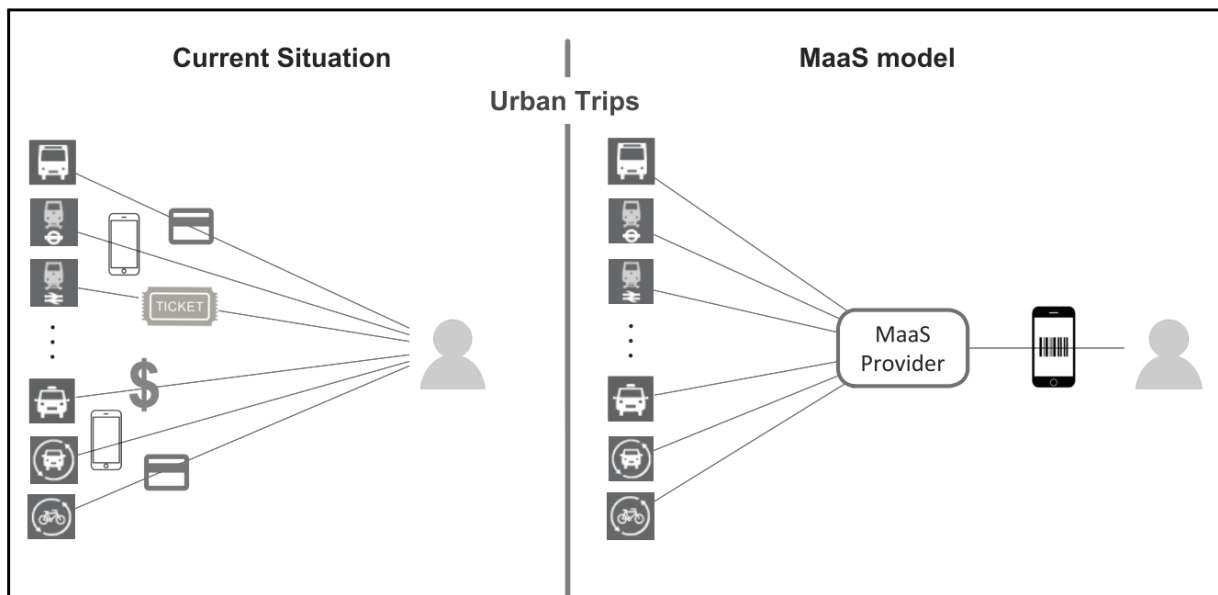 Current Situation
MaaS model
Urban Trips
TICKET
$
MaaS
Provider